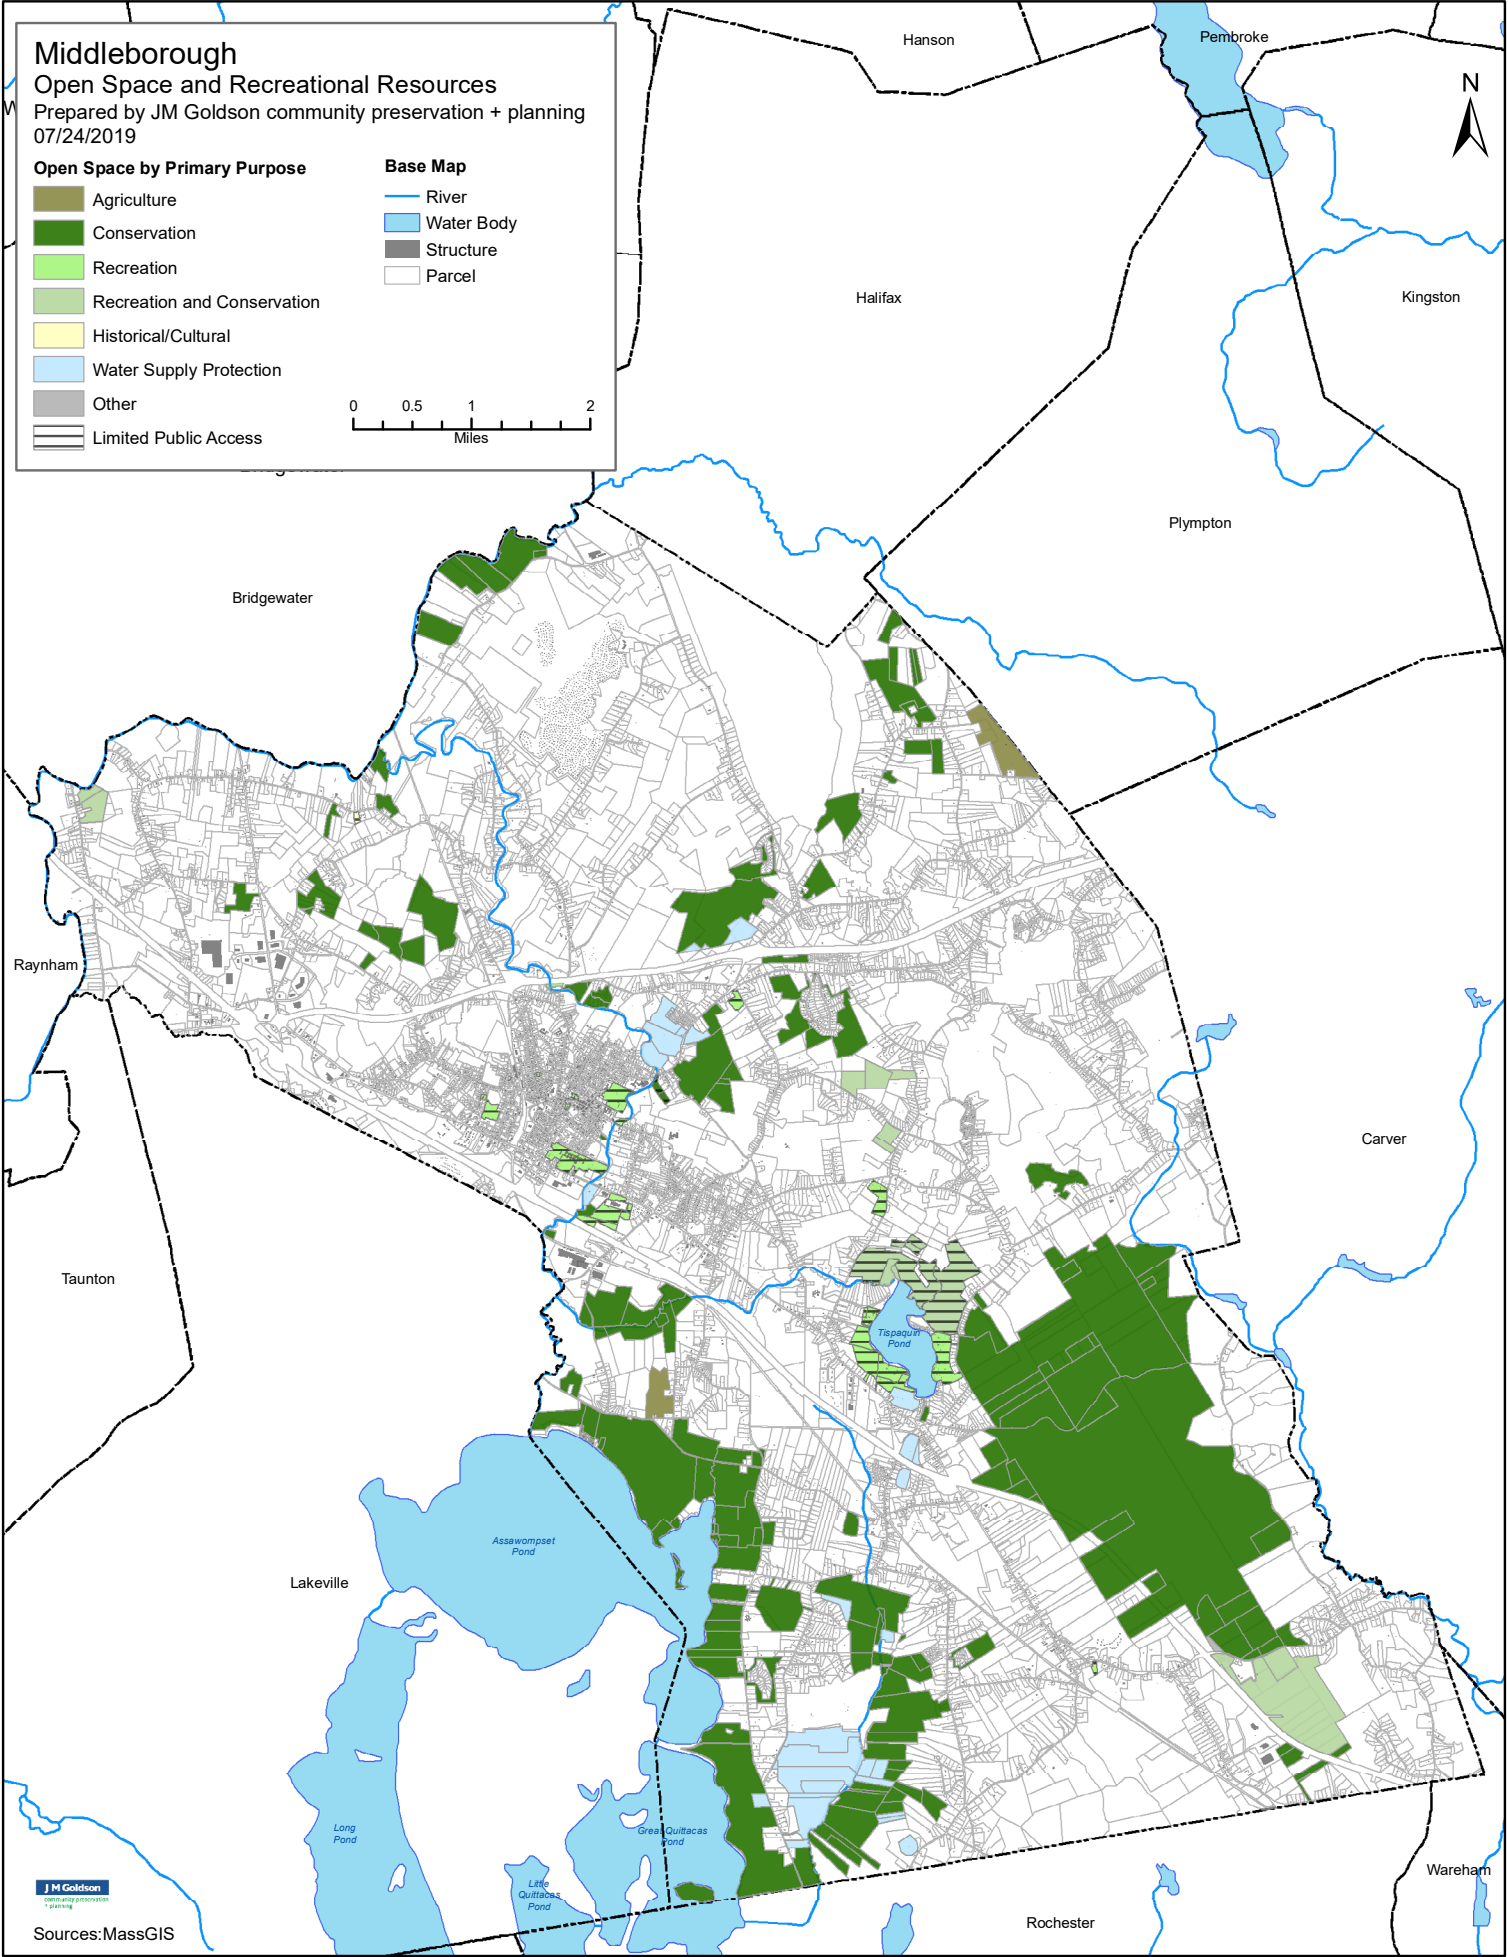 Middleborough
Open Space and Recreational Resources
Prepared by JM Goldson community preservation + planning
07/24/2019
Open Space by Primary Purpose
Agriculture
Conservation
Recreation
Recreation and Conservation
Historical/Cultural
Water Supply Protection
Other
Limited Public Access
Base Map
River
Water Body
Structure
Parcel
0 0.5 1 2
Miles
N
W
Hanson
Pembroke
Halifax
Kingston
Plympton
Bridgewater
Raynham
Carver
Taunton
Tispaquin
Pond
Assawompset
Pond
Lakeville
Long
Pond
Great Quittacas
Pond
Little
Quittacas
Pond
Wareham
Rochester
J M Goldson
community preservation
+ planning
Sources:MassGIS